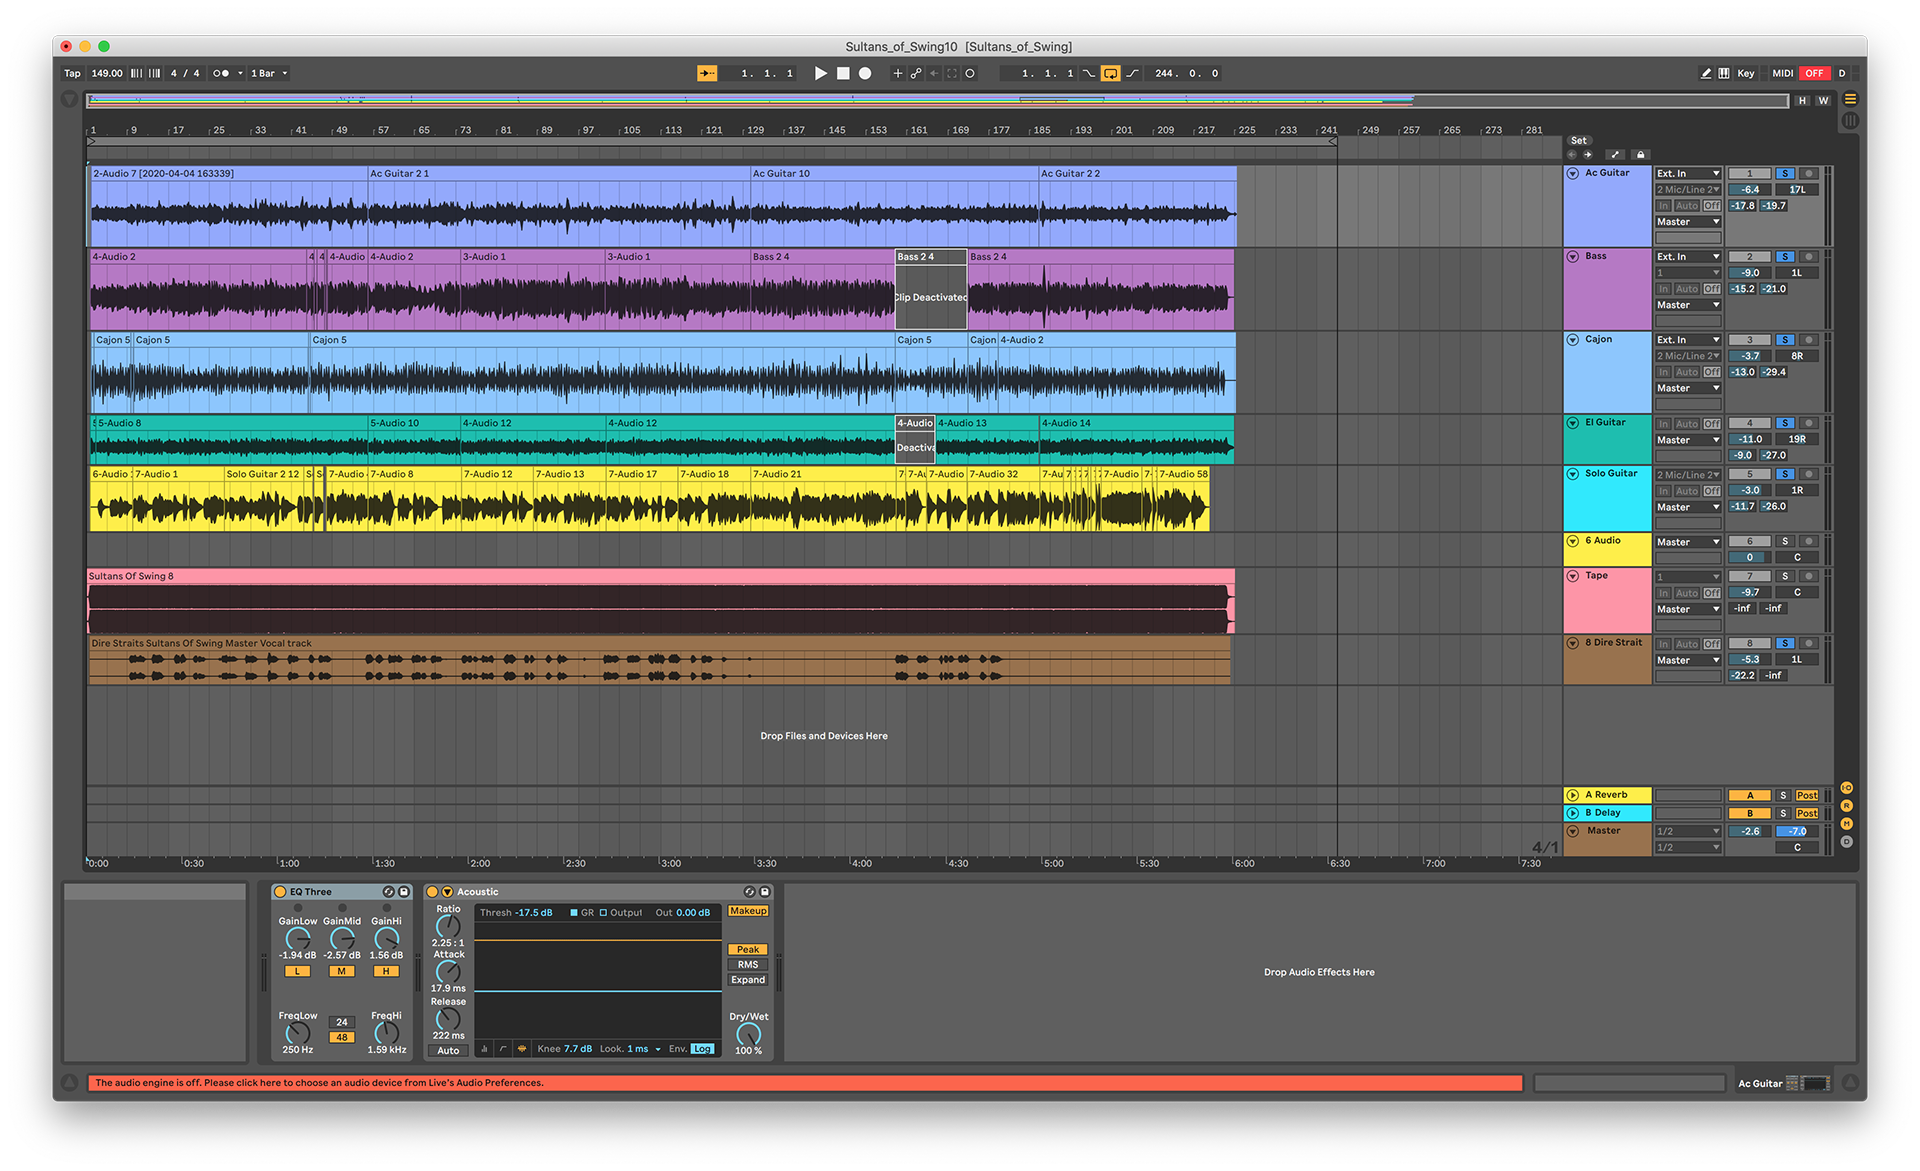 Sultans_of_Swing10  [Sultans_of_Swing]
Tap 149.00 4 / 4 1 Bar 1. 1. 1 1. 1. 1 244. 0. 0 Key MIDI OFF D
H W
1 9 17 25 33 41 49 57 65 73 81 89 97 105 113 121 129 137 145 153 161 169 177 185 193 201 209 217 225 233 241 249 257 265 273 281
Set
2-Audio 7 [2020-04-04 163339] Ac Guitar 2 1 Ac Guitar 10 Ac Guitar 2 2
Ac Guitar Ext. In 1 S
2 Mic/Line 2 -6.4 17L
In Auto Off -17.8 -19.7
Master
4-Audio 2 4 4 4-Audio 4-Audio 2 3-Audio 1 3-Audio 1 Bass 2 4 Bass 2 4 Bass 2 4
Clip Deactivated
Bass Ext. In 2 S
1 -9.0 1L
In Auto Off -15.2 -21.0
Master
Cajon 5 Cajon 5 Cajon 5 Cajon 5 Cajon 4-Audio 2
Cajon Ext. In 3 S
2 Mic/Line 2 -3.7 8R
In Auto Off -13.0 -29.4
Master
5-Audio 8 5-Audio 10 4-Audio 12 4-Audio 12 4-Audio 4-Audio 13 4-Audio 14
Deactiva
El Guitar In Auto Off 4 S
Master -11.0 19R
-9.0 -27.0
6-Audio 7-Audio 1 Solo Guitar 2 12 S S 7-Audio 7-Audio 8 7-Audio 12 7-Audio 13 7-Audio 17 7-Audio 18 7-Audio 21 7 7-Au 7-Audio 7-Audio 32 7-Au 7-Audio 7- 7-Audio 58
Solo Guitar 2 Mic/Line 2 5 S
In Auto Off -3.0 1R
Master -11.7 -26.0
6 Audio Master 6 S
0 C
Sultans Of Swing 8
Tape 1 7 S
In Auto Off -9.7 C
Master -inf -inf
Dire Straits Sultans Of Swing Master Vocal track
8 Dire Strait In Auto Off 8 S
Master -5.3 1L
-22.2 -inf
Drop Files and Devices Here
A Reverb A S Post
B Delay B S Post
Master 1/2 -2.6 -7.0
4/1 1/2 C
0:00 0:30 1:00 1:30 2:00 2:30 3:00 3:30 4:00 4:30 5:00 5:30 6:00 6:30 7:00 7:30
EQ Three
GainLow GainMid GainHi
-1.94 dB -2.57 dB 1.56 dB
L M H
FreqLow 24 FreqHi
48
250 Hz 1.59 kHz
Acoustic
Ratio
2.25 : 1
Attack
17.9 ms
Release
222 ms
Auto
Thresh -17.5 dB GR Output Out 0.00 dB
Knee 7.7 dB Look. 1 ms Env. Log
Makeup
Peak
RMS
Expand
Dry/Wet
100 %
Drop Audio Effects Here
The audio engine is off. Please click here to choose an audio device from Live's Audio Preferences.
Ac Guitar